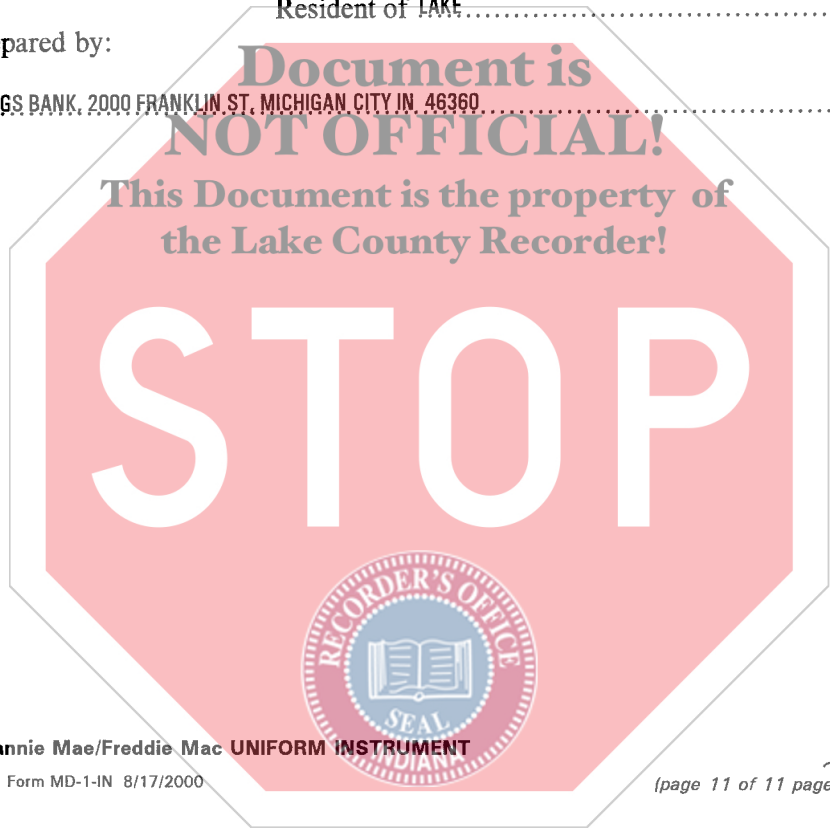 Resident of LAKE
pared by:
Document is
GS BANK, 2000 FRANKLIN ST, MICHIGAN CITY IN 46360
NOT OFFICIAL!
This Document is the property of
the Lake County Recorder!
STOP
RECORDER'S OFFICE
SEAL
INDIANA
annie Mae/Freddie Mac UNIFORM INSTRUMENT
Form MD-1-IN 8/17/2000
(page 11 of 11 page